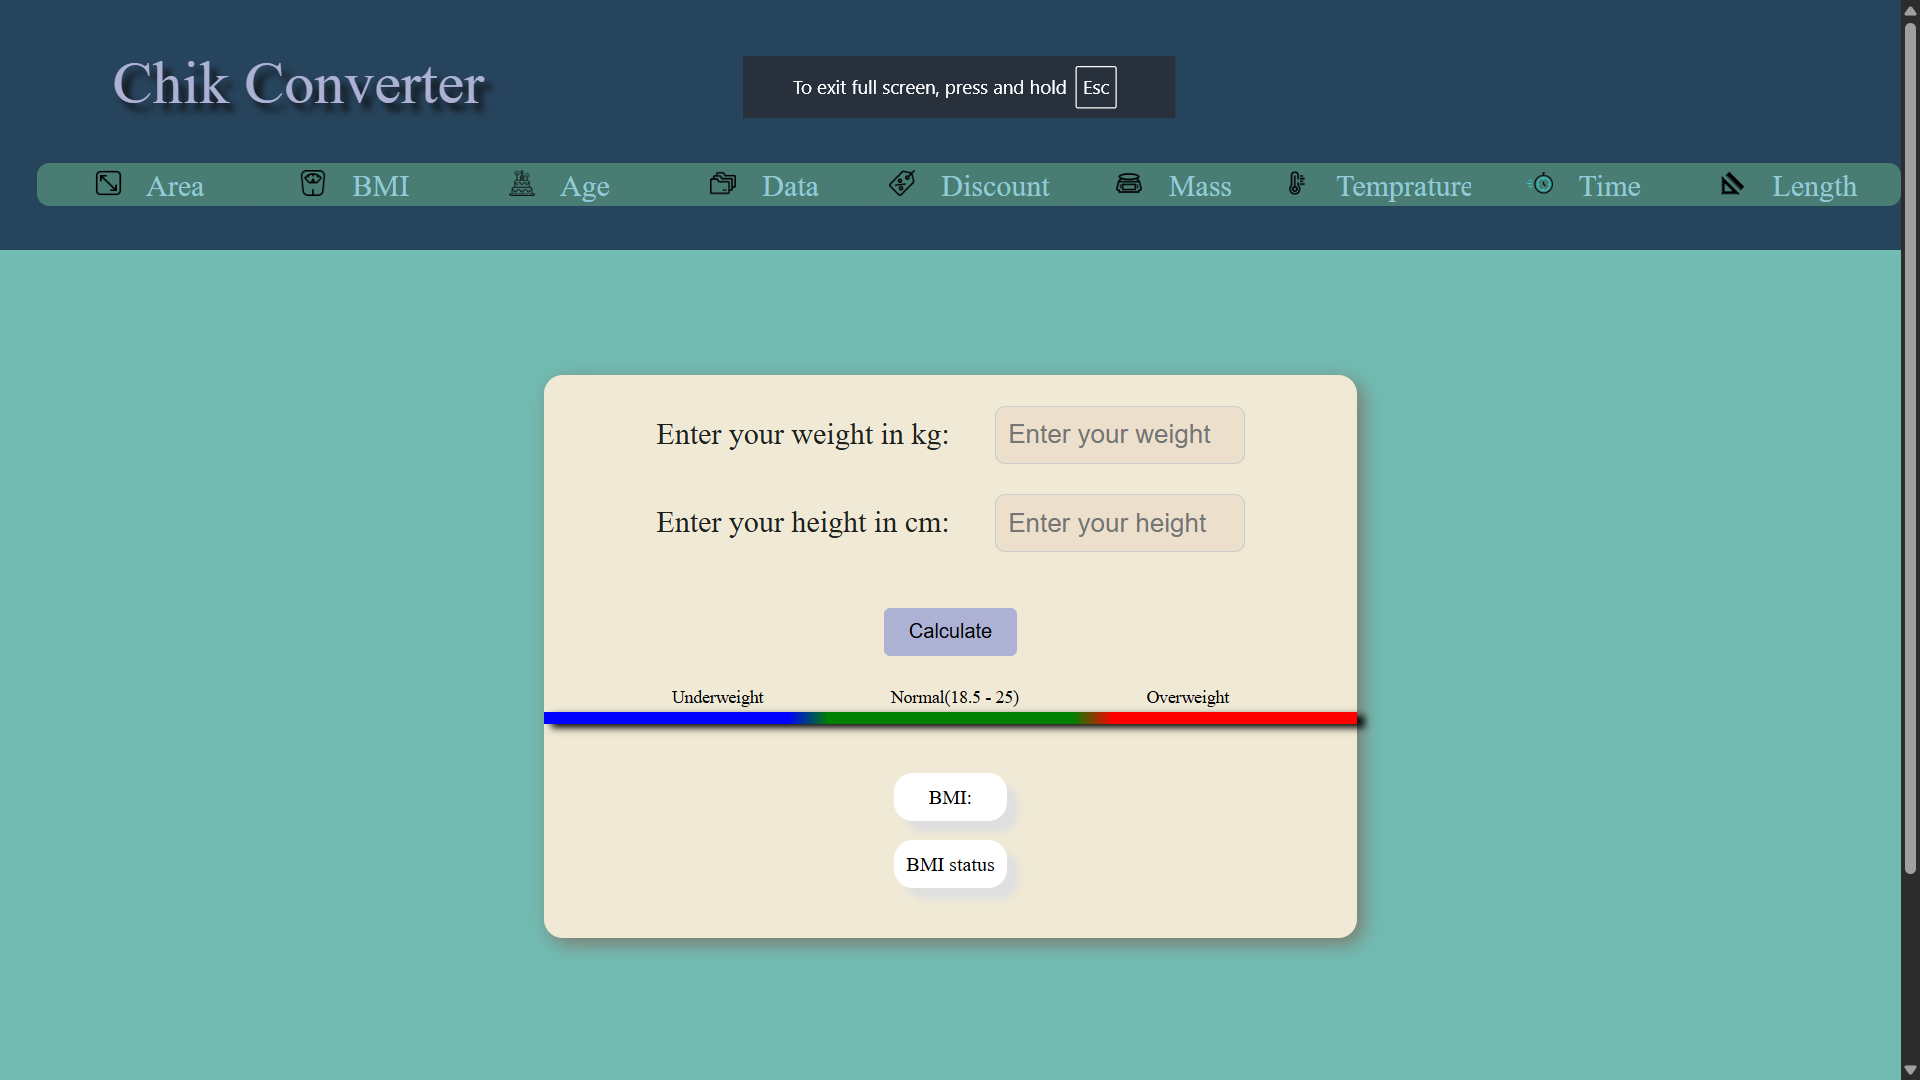 Chik Converter
To exit full screen, press and hold Esc
Area BMI Age Data Discount Mass Temprature Time Length
Enter your weight in kg: Enter your weight
Enter your height in cm: Enter your height
Calculate
Underweight Normal(18.5 - 25) Overweight
BMI:
BMI status